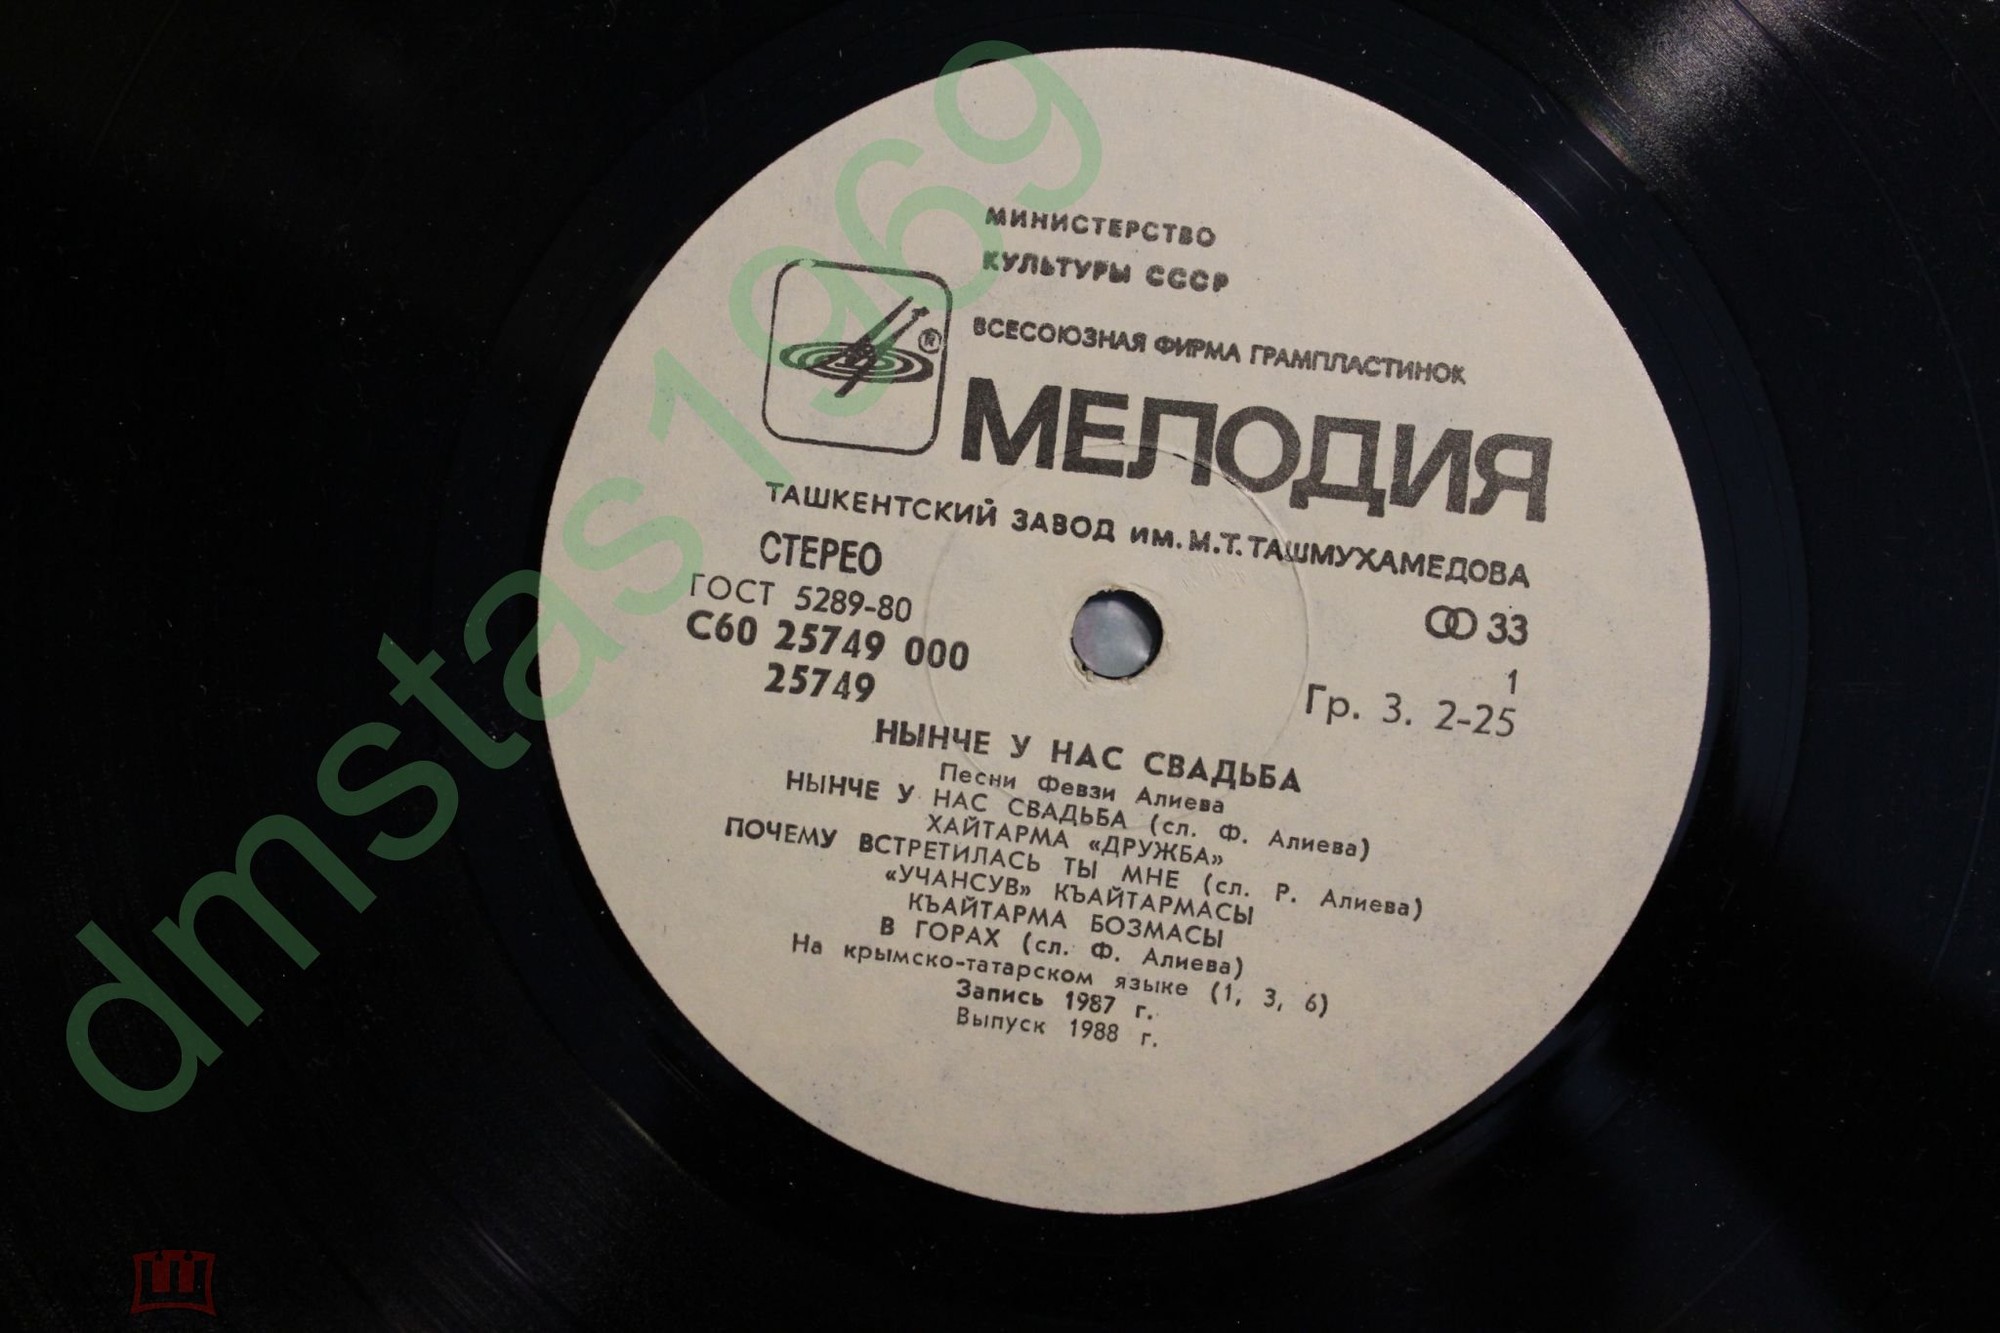 МИНИСТЕРСТВО
КУЛЬТУРЫ СССР
ВСЕСОЮЗНАЯ ФИРМА ГРАМПЛАСТИНОК
®
МЕЛОДИЯ
ТАШКЕНТСКИЙ ЗАВОД им. М.Т. ТАШМУХАМЕДОВА
СТЕРЕО
ГОСТ 5289-80
С60 25749 000
25749
33
1
Гр. 3. 2-25
НЫНЧЕ У НАС СВАДЬБА
Песни Февзи Алиева
НЫНЧЕ У НАС СВАДЬБА (сл. Ф. Алиева)
ХАЙТАРМА «ДРУЖБА»
ПОЧЕМУ ВСТРЕТИЛАСЬ ТЫ МНЕ (сл. Р. Алиева)
«УЧАНСУВ» КЪАЙТАРМАСЫ
КЪАЙТАРМА БОЗМАСЫ
В ГОРАХ (сл. Ф. Алиева)
На крымско-татарском языке (1, 3, 6)
Запись 1987 г.
Выпуск 1988 г.
dmstas1969